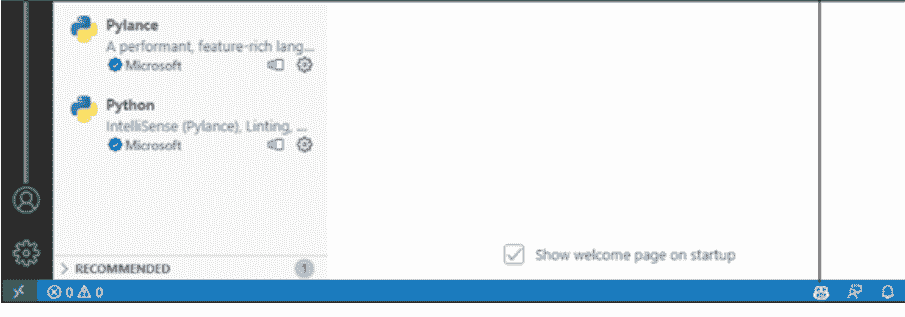 Pylance
A performant, feature-rich lang...
Microsoft
Python
IntelliSense (Pylance), Linting, ...
Microsoft
Show welcome page on startup
RECOMMENDED 1
0 0